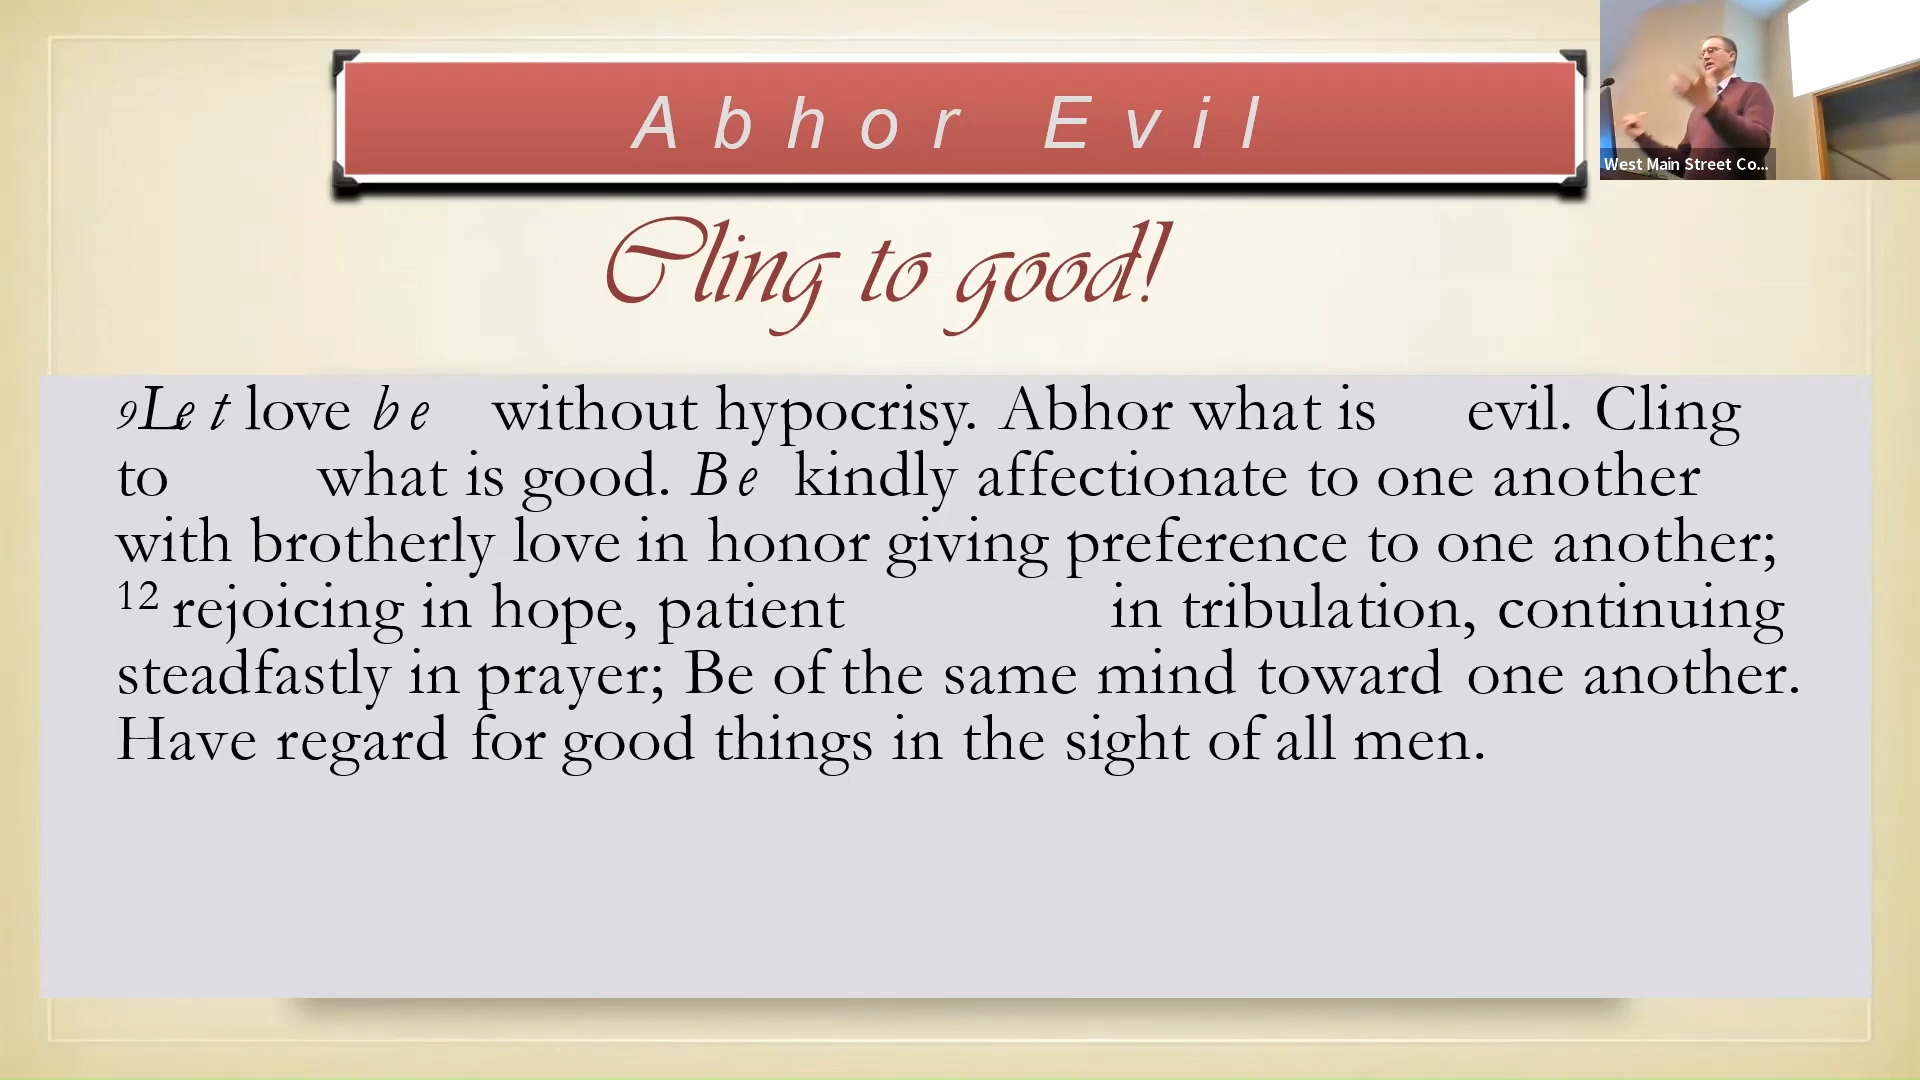 Abhor Evil
West Main Street Co...
Cling to good!
9Let love be without hypocrisy. Abhor what is evil. Cling
to what is good. Be kindly affectionate to one another
with brotherly love in honor giving preference to one another;
12 rejoicing in hope, patient in tribulation, continuing
steadfastly in prayer; Be of the same mind toward one another.
Have regard for good things in the sight of all men.